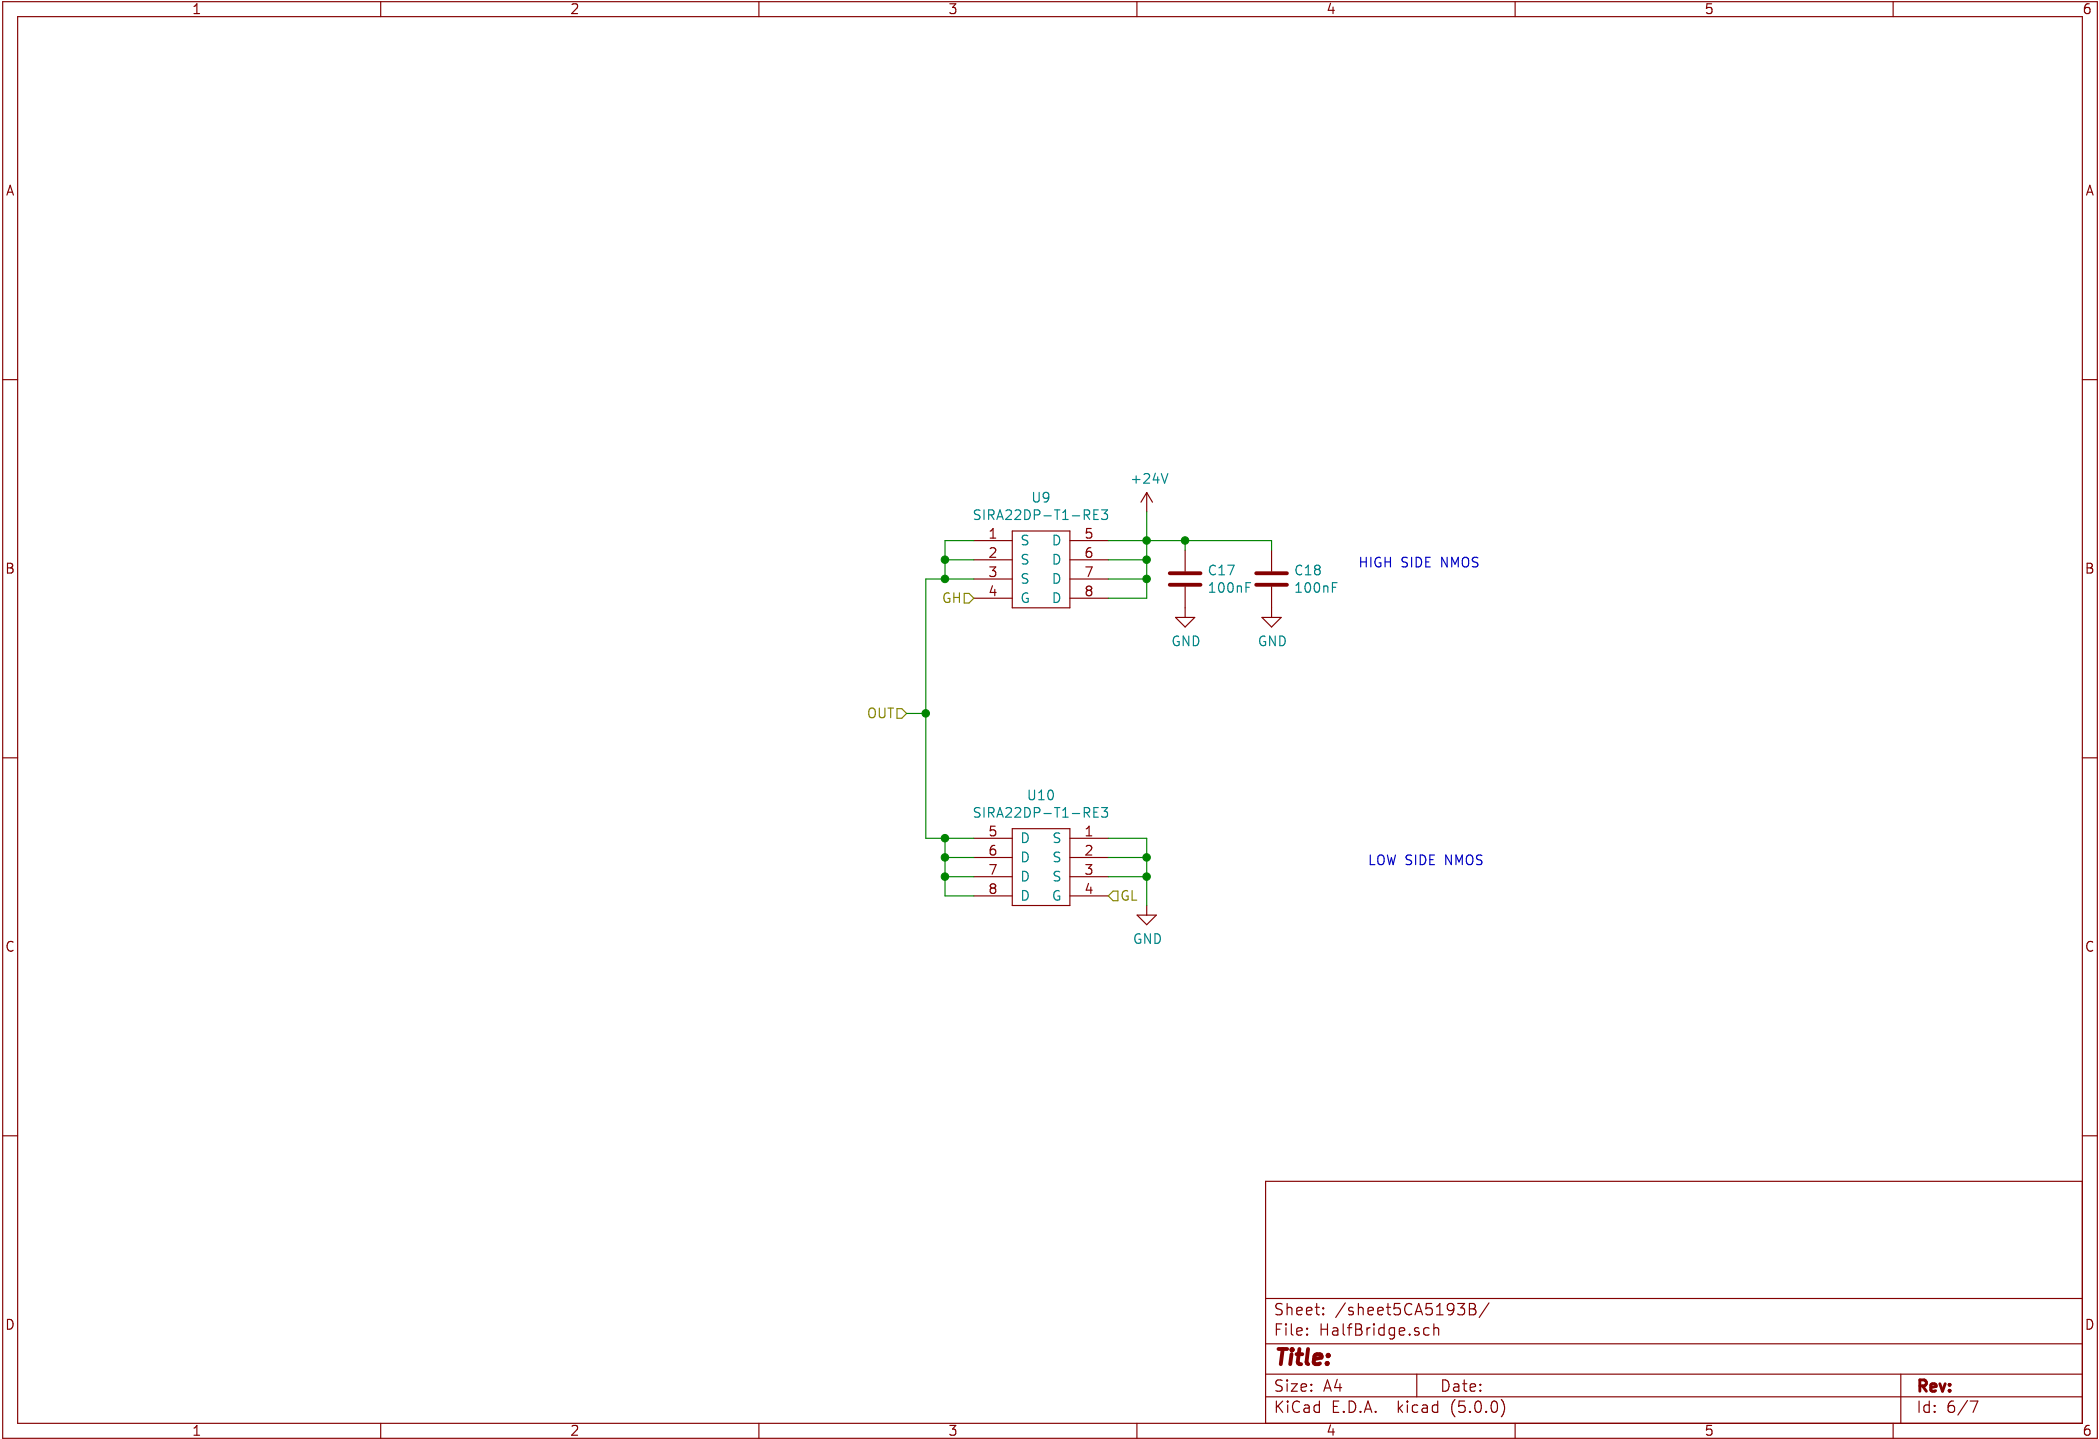 1 2 3 4 5 6
A A
+24V
U9
SIRA22DP-T1-RE3
1 S D 5
2 S D 6
3 S D 7
GH 4 G D 8
C17
100nF
C18
100nF
HIGH SIDE NMOS
B B
GND GND
OUT
U10
SIRA22DP-T1-RE3
5 D S 1
6 D S 2
7 D S 3
8 D G 4 GL
LOW SIDE NMOS
GND
C C
D D
Sheet: /sheet5CA5193B/
File: HalfBridge.sch
Title:
Size: A4 Date: Rev:
KiCad E.D.A. kicad (5.0.0) Id: 6/7
1 2 3 4 5 6